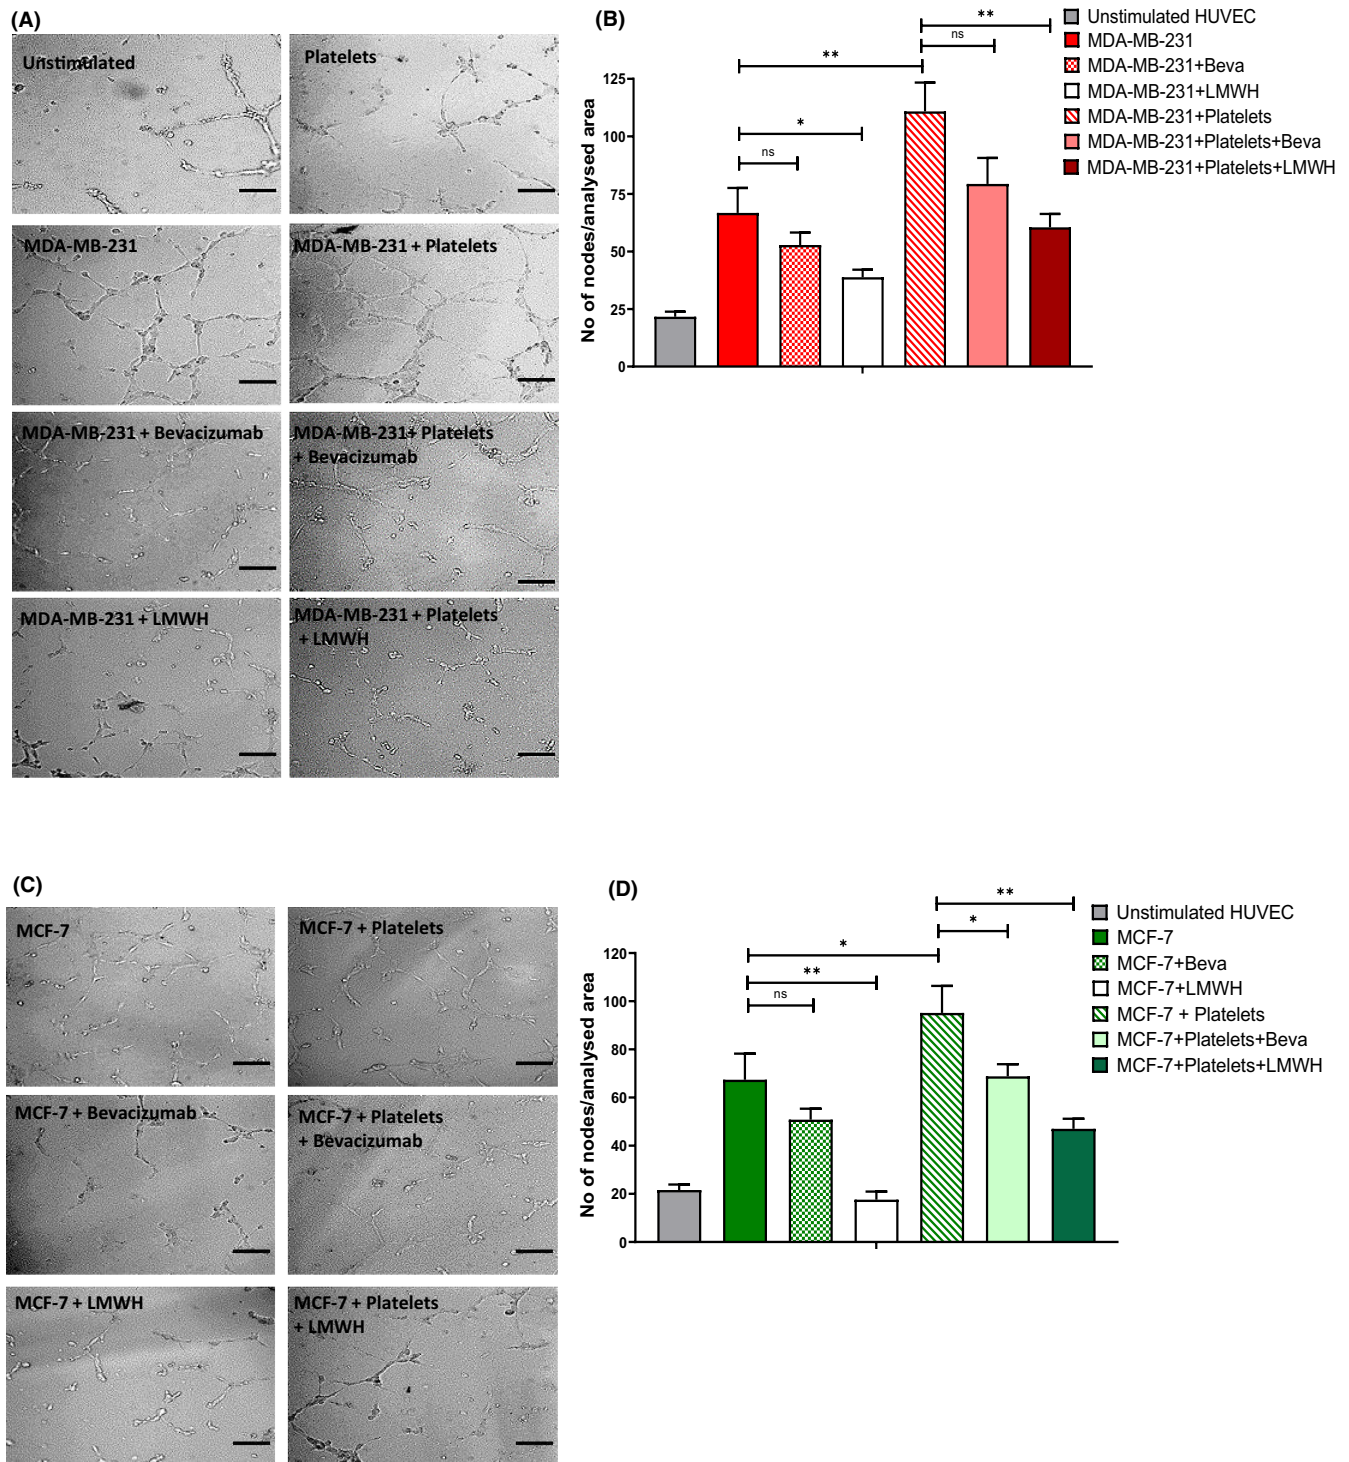 (A)
Unstimulated
Platelets
MDA-MB-231
MDA-MB-231 + Platelets
MDA-MB-231 + Bevacizumab
MDA-MB-231+ Platelets
+ Bevacizumab
MDA-MB-231 + LMWH
MDA-MB-231 + Platelets
+ LMWH
(B)
No of nodes/analysed area
125
100
75
50
25
0
ns
*
**
ns
**
Unstimulated HUVEC
MDA-MB-231
MDA-MB-231+Beva
MDA-MB-231+LMWH
MDA-MB-231+Platelets
MDA-MB-231+Platelets+Beva
MDA-MB-231+Platelets+LMWH
(C)
MCF-7
MCF-7 + Platelets
MCF-7 + Bevacizumab
MCF-7 + Platelets
+ Bevacizumab
MCF-7 + LMWH
MCF-7 + Platelets
+ LMWH
(D)
No of nodes/analysed area
120
100
80
60
40
20
0
ns
**
*
*
**
Unstimulated HUVEC
MCF-7
MCF-7+Beva
MCF-7+LMWH
MCF-7 + Platelets
MCF-7+Platelets+Beva
MCF-7+Platelets+LMWH